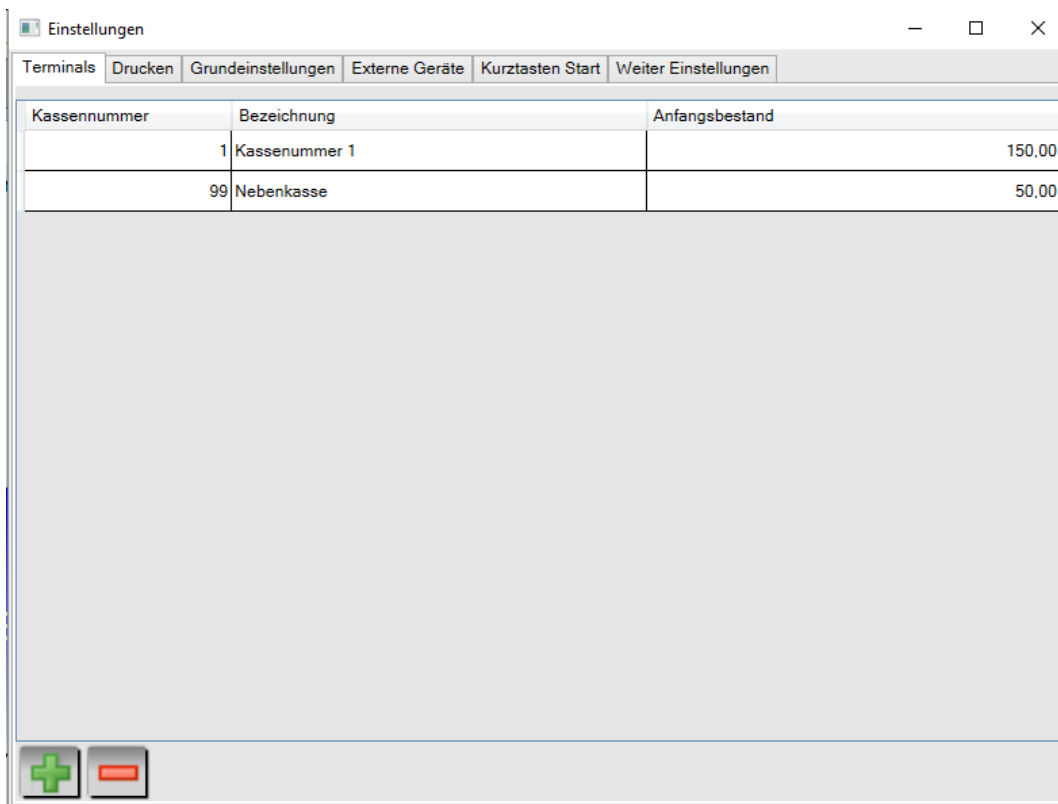 Einstellungen
Terminals Drucken Grundeinstellungen Externe Geräte Kurztasten Start Weiter Einstellungen
Kassennummer Bezeichnung Anfangsbestand
1 Kassenummer 1 150,00
99 Nebenkasse 50,00